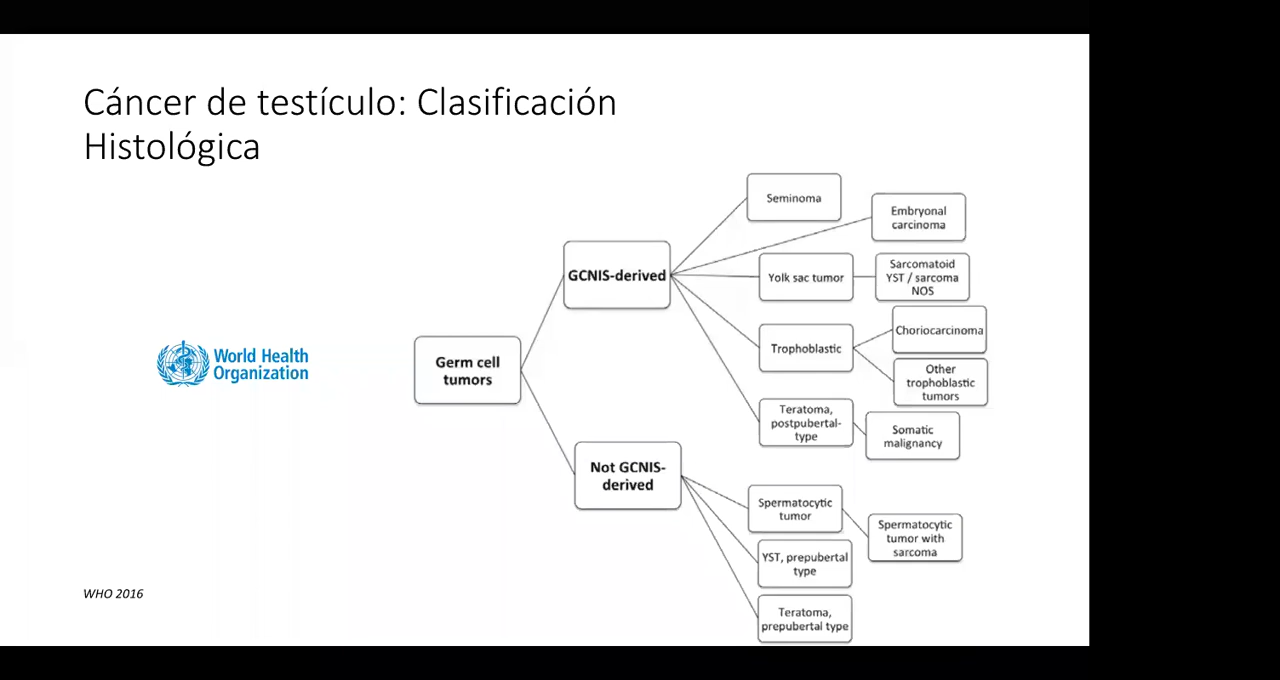 Cáncer de testículo: Clasificación
Histológica
World Health
Organization
Germ cell
tumors
GCNIS-derived
Seminoma
Embryonal
carcinoma
Yolk sac tumor
Sarcomatoid
YST / sarcoma
NOS
Trophoblastic
Choriocarcinoma
Other
trophoblastic
tumors
Teratoma,
postpubertal-
type
Somatic
malignancy
Not GCNIS-
derived
Spermatocytic
tumor
Spermatocytic
tumor with
sarcoma
YST, prepubertal
type
Teratoma,
prepubertal type
WHO 2016